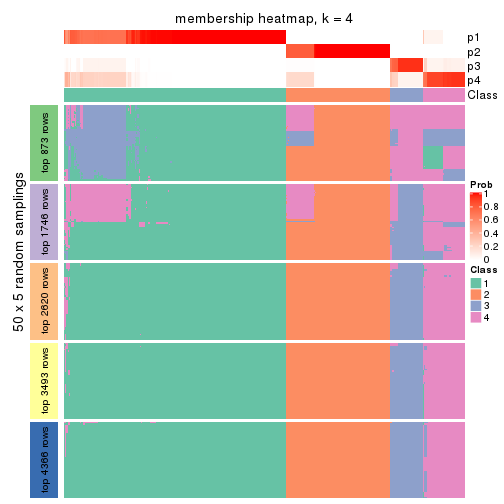 membership heatmap, k = 4
p1
p2
p3
p4
Class
50 x 5 random samplings
top 873 rows
top 1746 rows
top 2620 rows
top 3493 rows
top 4366 rows
Prob
1
0.8
0.6
0.4
0.2
0
Class
1
2
3
4